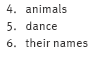 4. animals
5. dance
6. their names